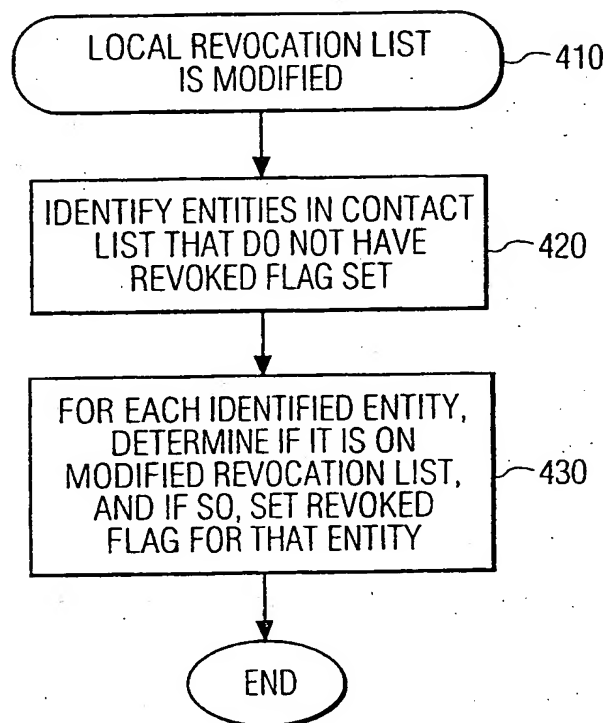 LOCAL REVOCATION LIST
IS MODIFIED
410
IDENTIFY ENTITIES IN CONTACT
LIST THAT DO NOT HAVE
REVOKED FLAG SET
420
FOR EACH IDENTIFIED ENTITY,
DETERMINE IF IT IS ON
MODIFIED REVOCATION LIST,
AND IF SO, SET REVOKED
FLAG FOR THAT ENTITY
430
END